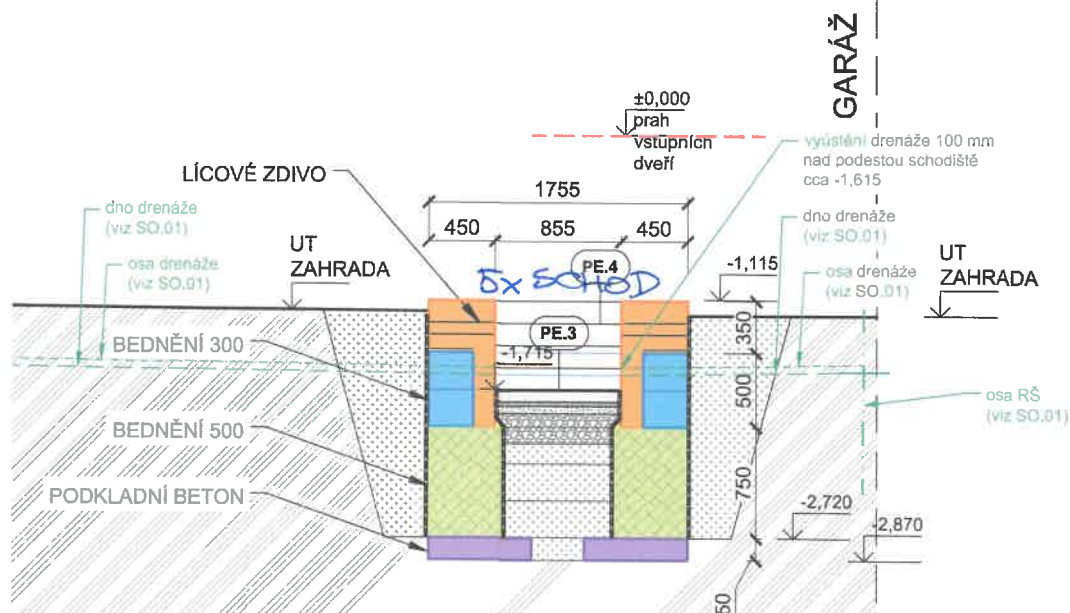 GARÁŽ
±0,000
prah
vstupních
dveří
vyústění drenáže 100 mm
nad podestou schodiště
cca -1,615
LÍCOVÉ ZDIVO
1755
dno drenáže
(viz SO.01)
450
855
450
dno drenáže
(viz SO.01)
UT
ZAHRADA
osa drenáže
(viz SO.01)
PE.4
5x SCHOD
-1,115
osa drenáže
(viz SO.01)
UT
ZAHRADA
PE.3
350
BEDNĚNÍ 300
-1,715
500
osa RŠ
(viz SO.01)
BEDNĚNÍ 500
750
PODKLADNÍ BETON
-2,720
-2,870